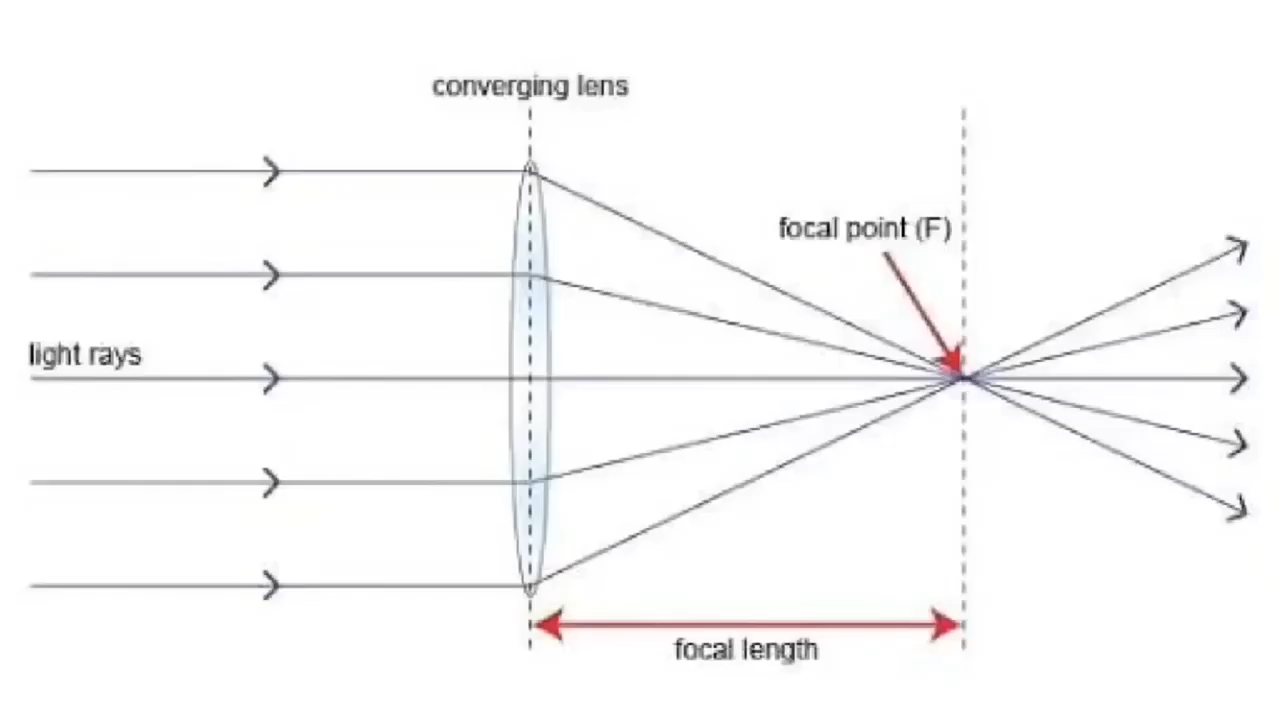 converging lens
focal point (F)
light rays
focal length